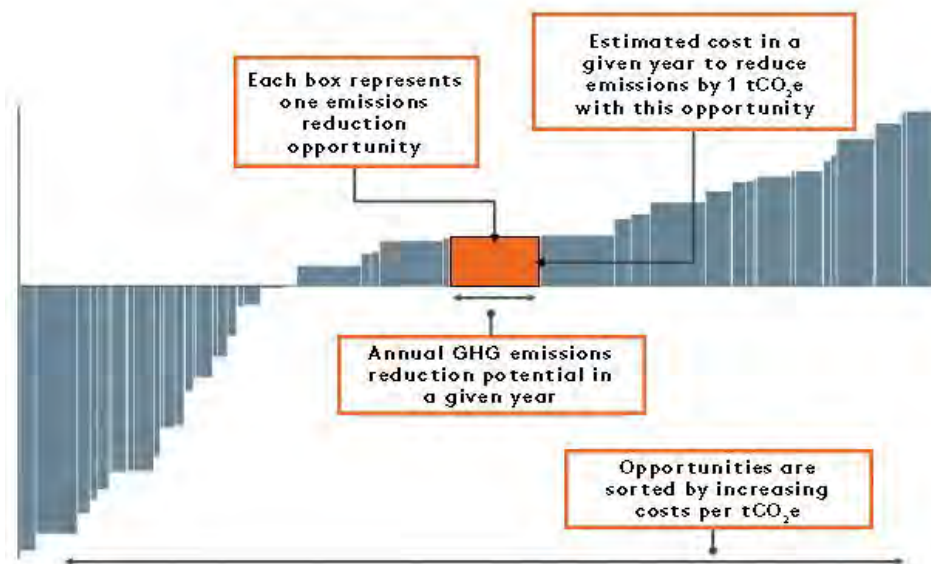 Each box represents
one emissions
reduction
opportunity
Estimated cost in a
given year to reduce
emissions by 1 tCO₂e
with this opportunity
Annual GHG emissions
reduction potential in
a given year
Opportunities are
sorted by increasing
costs per tCO₂e